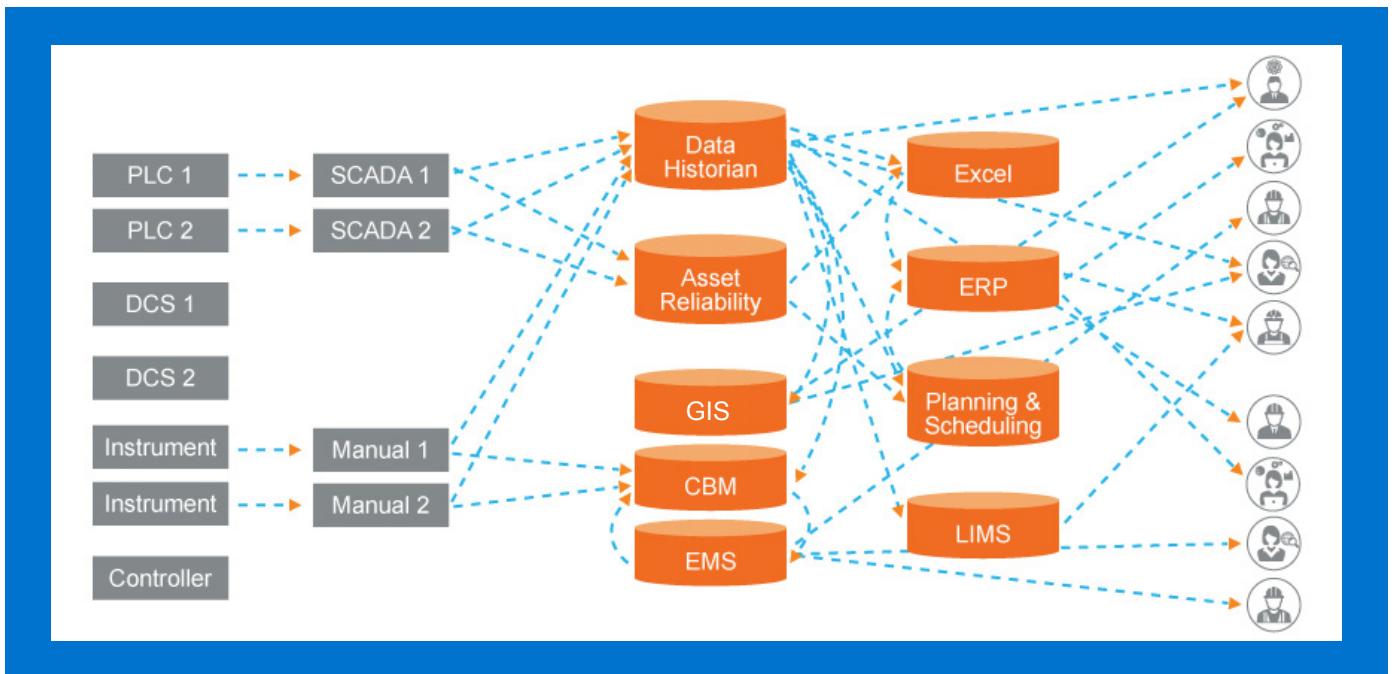 PLC 1
PLC 2
DCS 1
DCS 2
Instrument
Instrument
Controller
SCADA 1
SCADA 2
Manual 1
Manual 2
Data
Historian
Asset
Reliability
GIS
CBM
EMS
Excel
ERP
Planning &
Scheduling
LIMS